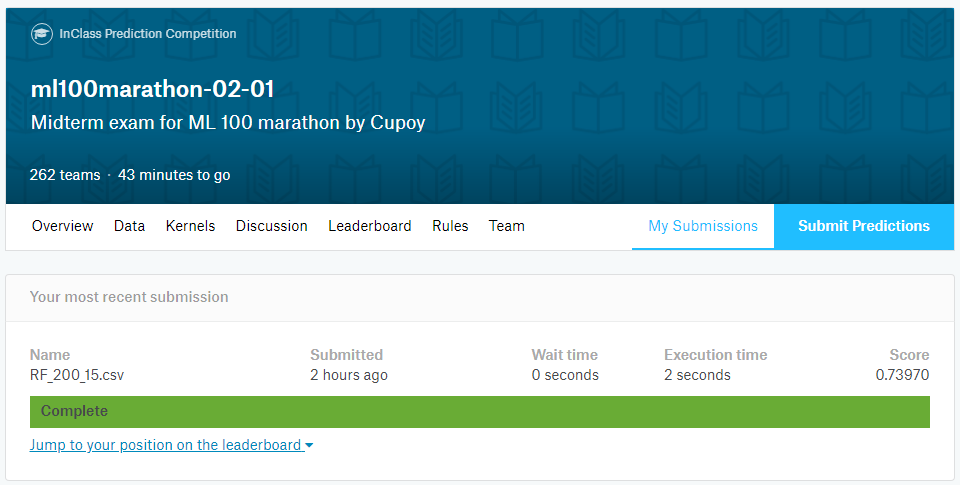 InClass Prediction Competition
ml100marathon-02-01
Midterm exam for ML 100 marathon by Cupoy
262 teams · 43 minutes to go
Overview Data Kernels Discussion Leaderboard Rules Team My Submissions Submit Predictions
Your most recent submission
Name Submitted Wait time Execution time Score
RF_200_15.csv 2 hours ago 0 seconds 2 seconds 0.73970
Complete
Jump to your position on the leaderboard